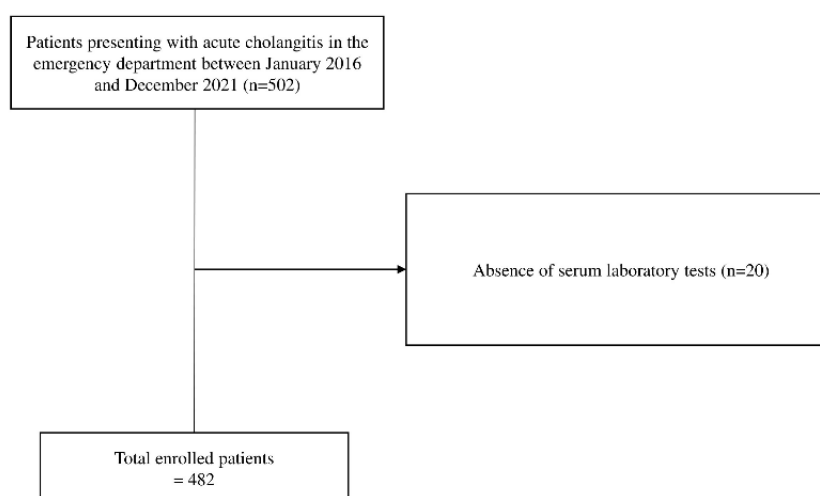 Patients presenting with acute cholangitis in the
emergency department between January 2016
and December 2021 (n=502)
Absence of serum laboratory tests (n=20)
Total enrolled patients
= 482